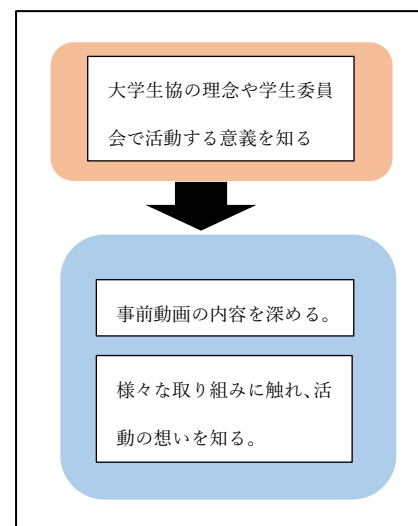 大学生協の理念や学生委員
会で活動する意義を知る
事前動画の内容を深める。
様々な取り組みに触れ、活
動の想いを知る。